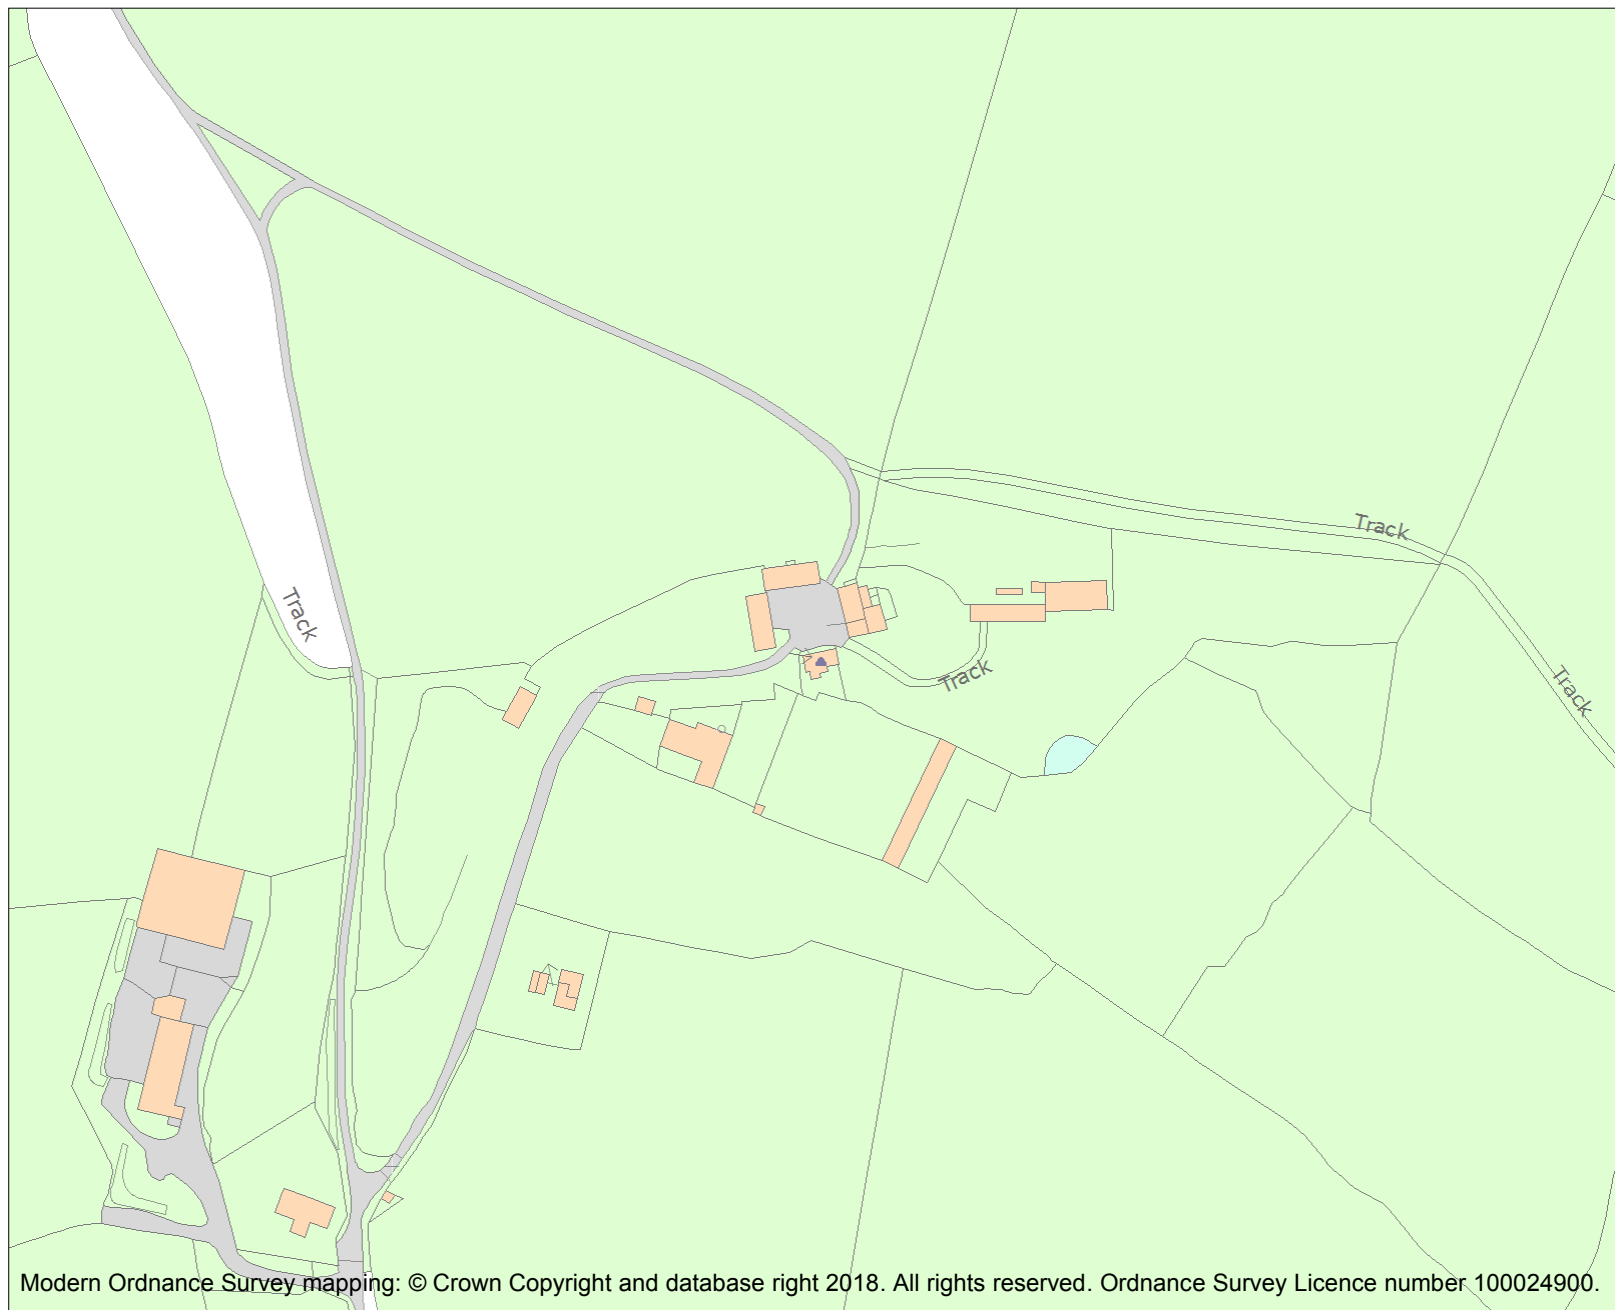 Track
Track
Track
Track
Modern Ordnance Survey mapping: © Crown Copyright and database right 2018. All rights reserved. Ordnance Survey Licence number 100024900.